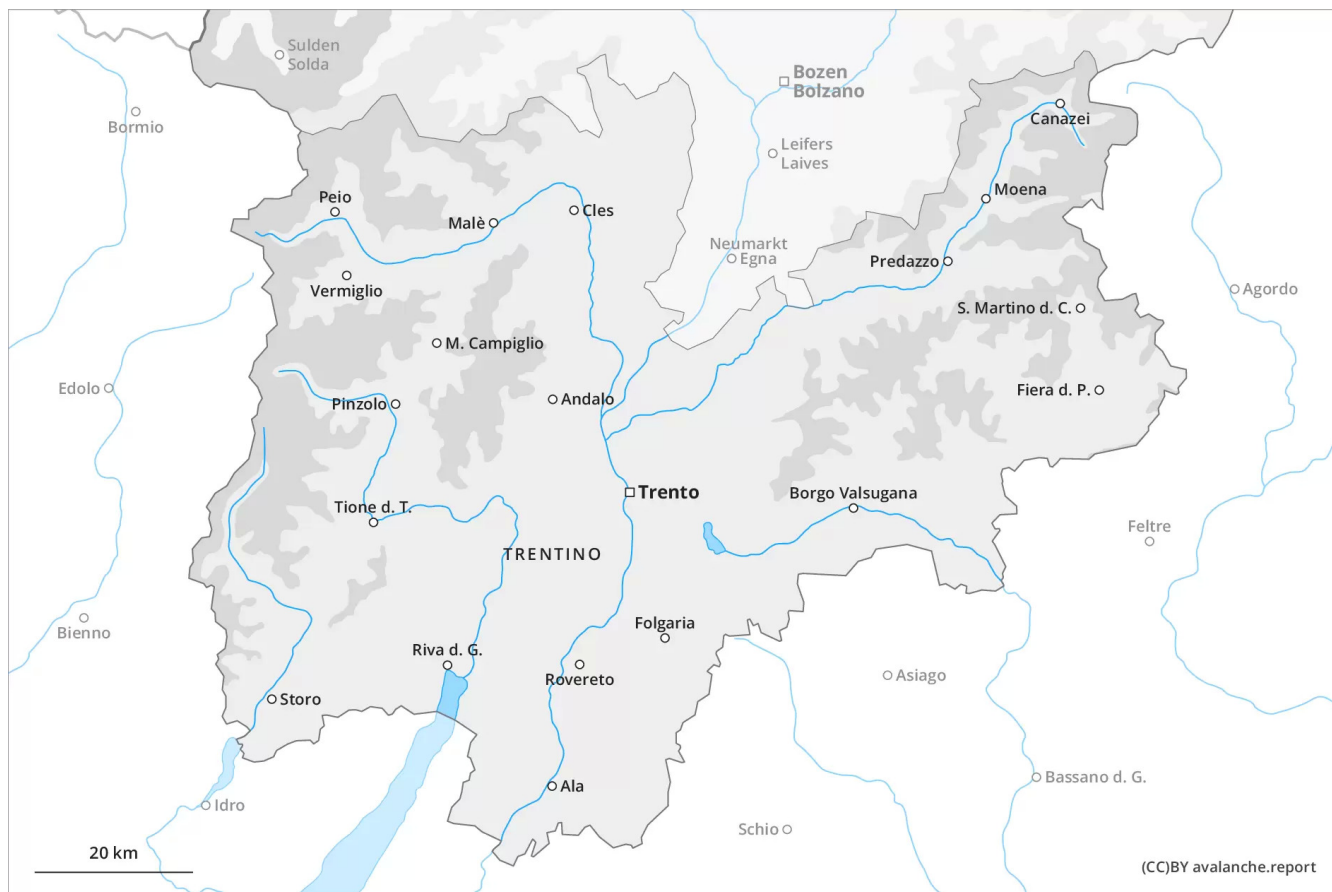 Sulden
Solda
Bozen
Bolzano
Canazei
Bormio
Leifers
Laives
Moena
Peio
Malè
Cles
Neumarkt
Egna
Predazzo
Vermiglio
Agordo
S. Martino d. C.
M. Campiglio
Edolo
Fiera d. P.
Pinzolo
Andalo
Trento
Borgo Valsugana
Tione d. T.
Feltre
TRENTINO
Folgaria
Bienno
Riva d. G.
Rovereto
Asiago
Storo
Bassano d. G.
Ala
Idro
Schio
20 km
(CC)BY avalanche.report